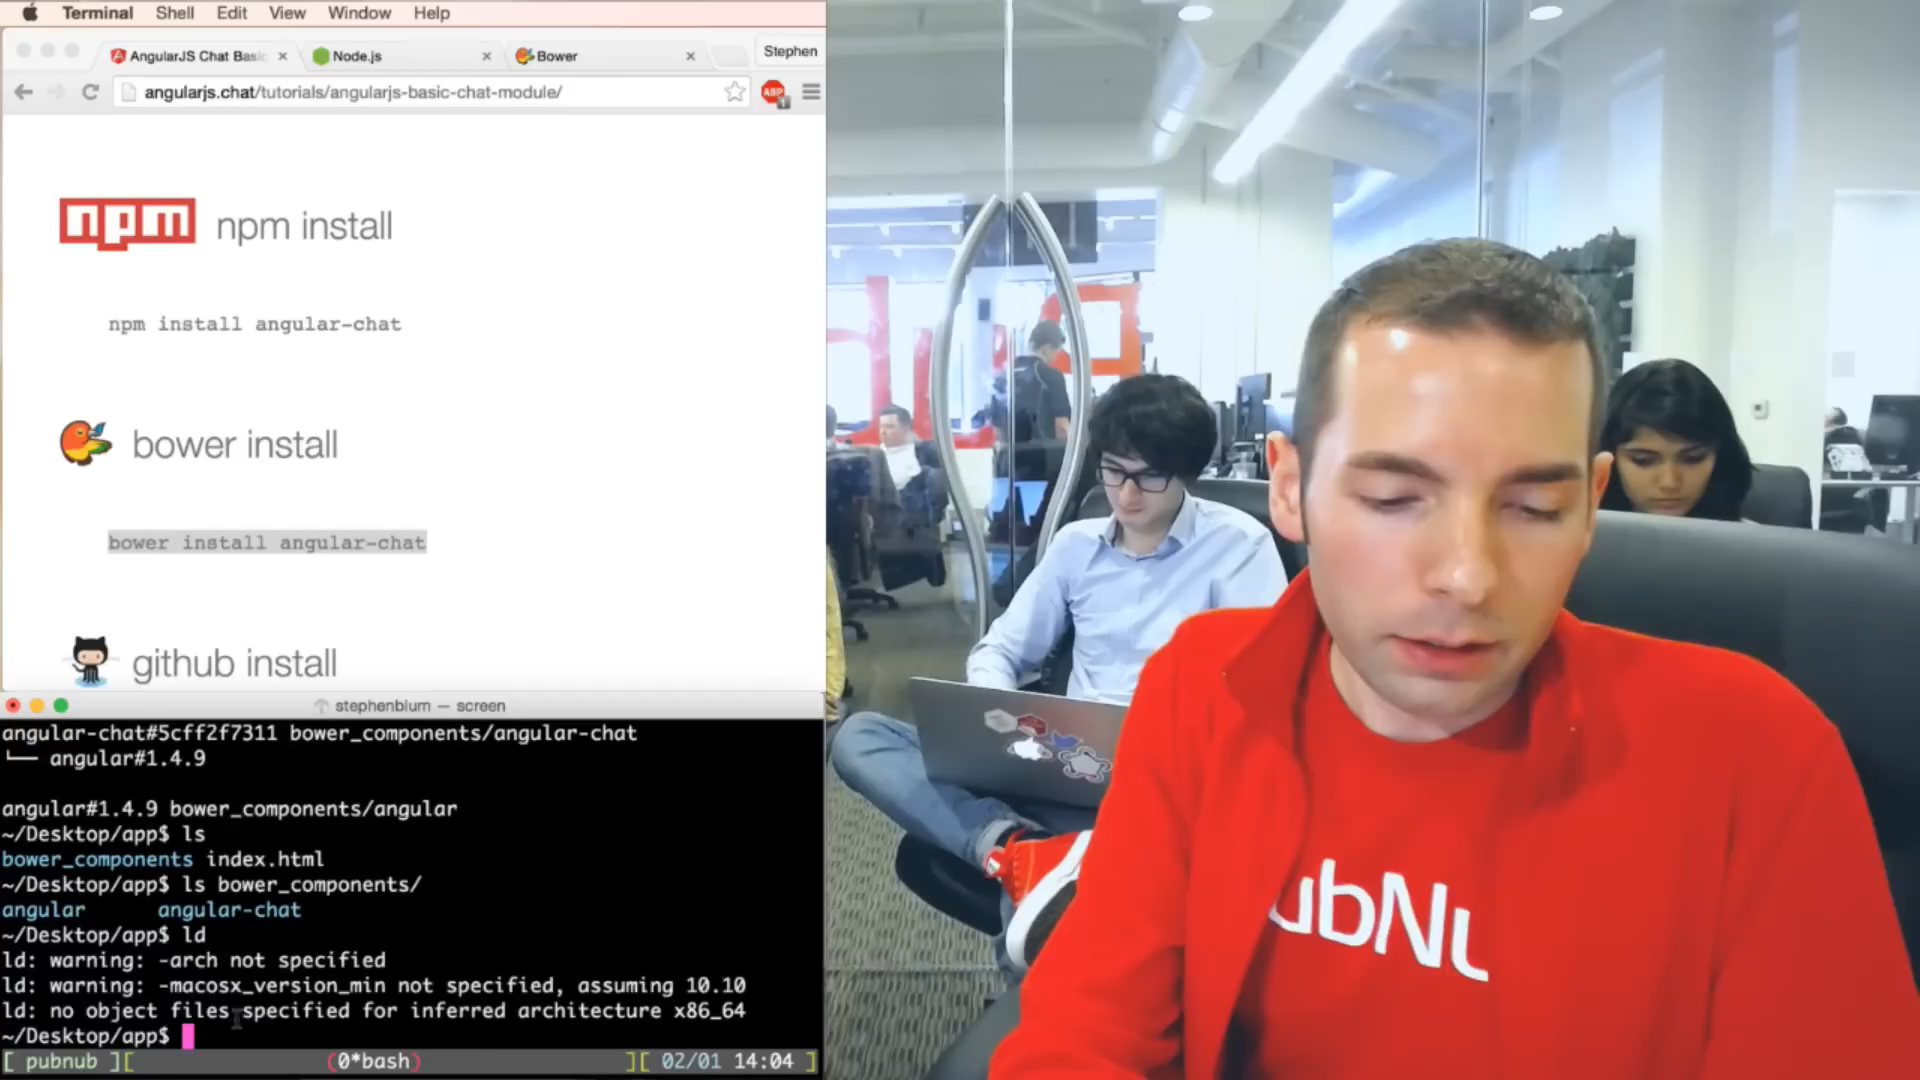 Terminal Shell Edit View Window Help
AngularJS Chat Basic Node.js Bower Stephen
angularjs.chat/tutorials/angularjs-basic-chat-module/ ABP 1
npm npm install
npm install angular-chat
bower install
bower install angular-chat
github install
stephenblum — screen
angular-chat#5cff2f7311 bower_components/angular-chat
└── angular#1.4.9
angular#1.4.9 bower_components/angular
~/Desktop/app$ ls
bower_components index.html
~/Desktop/app$ ls bower_components/
angular angular-chat
~/Desktop/app$ ld
ld: warning: -arch not specified
ld: warning: -macosx_version_min not specified, assuming 10.10
ld: no object files specified for inferred architecture x86_64
~/Desktop/app$
[ pubnub ][ (0*bash) ][ 02/01 14:04 ]
ubNu